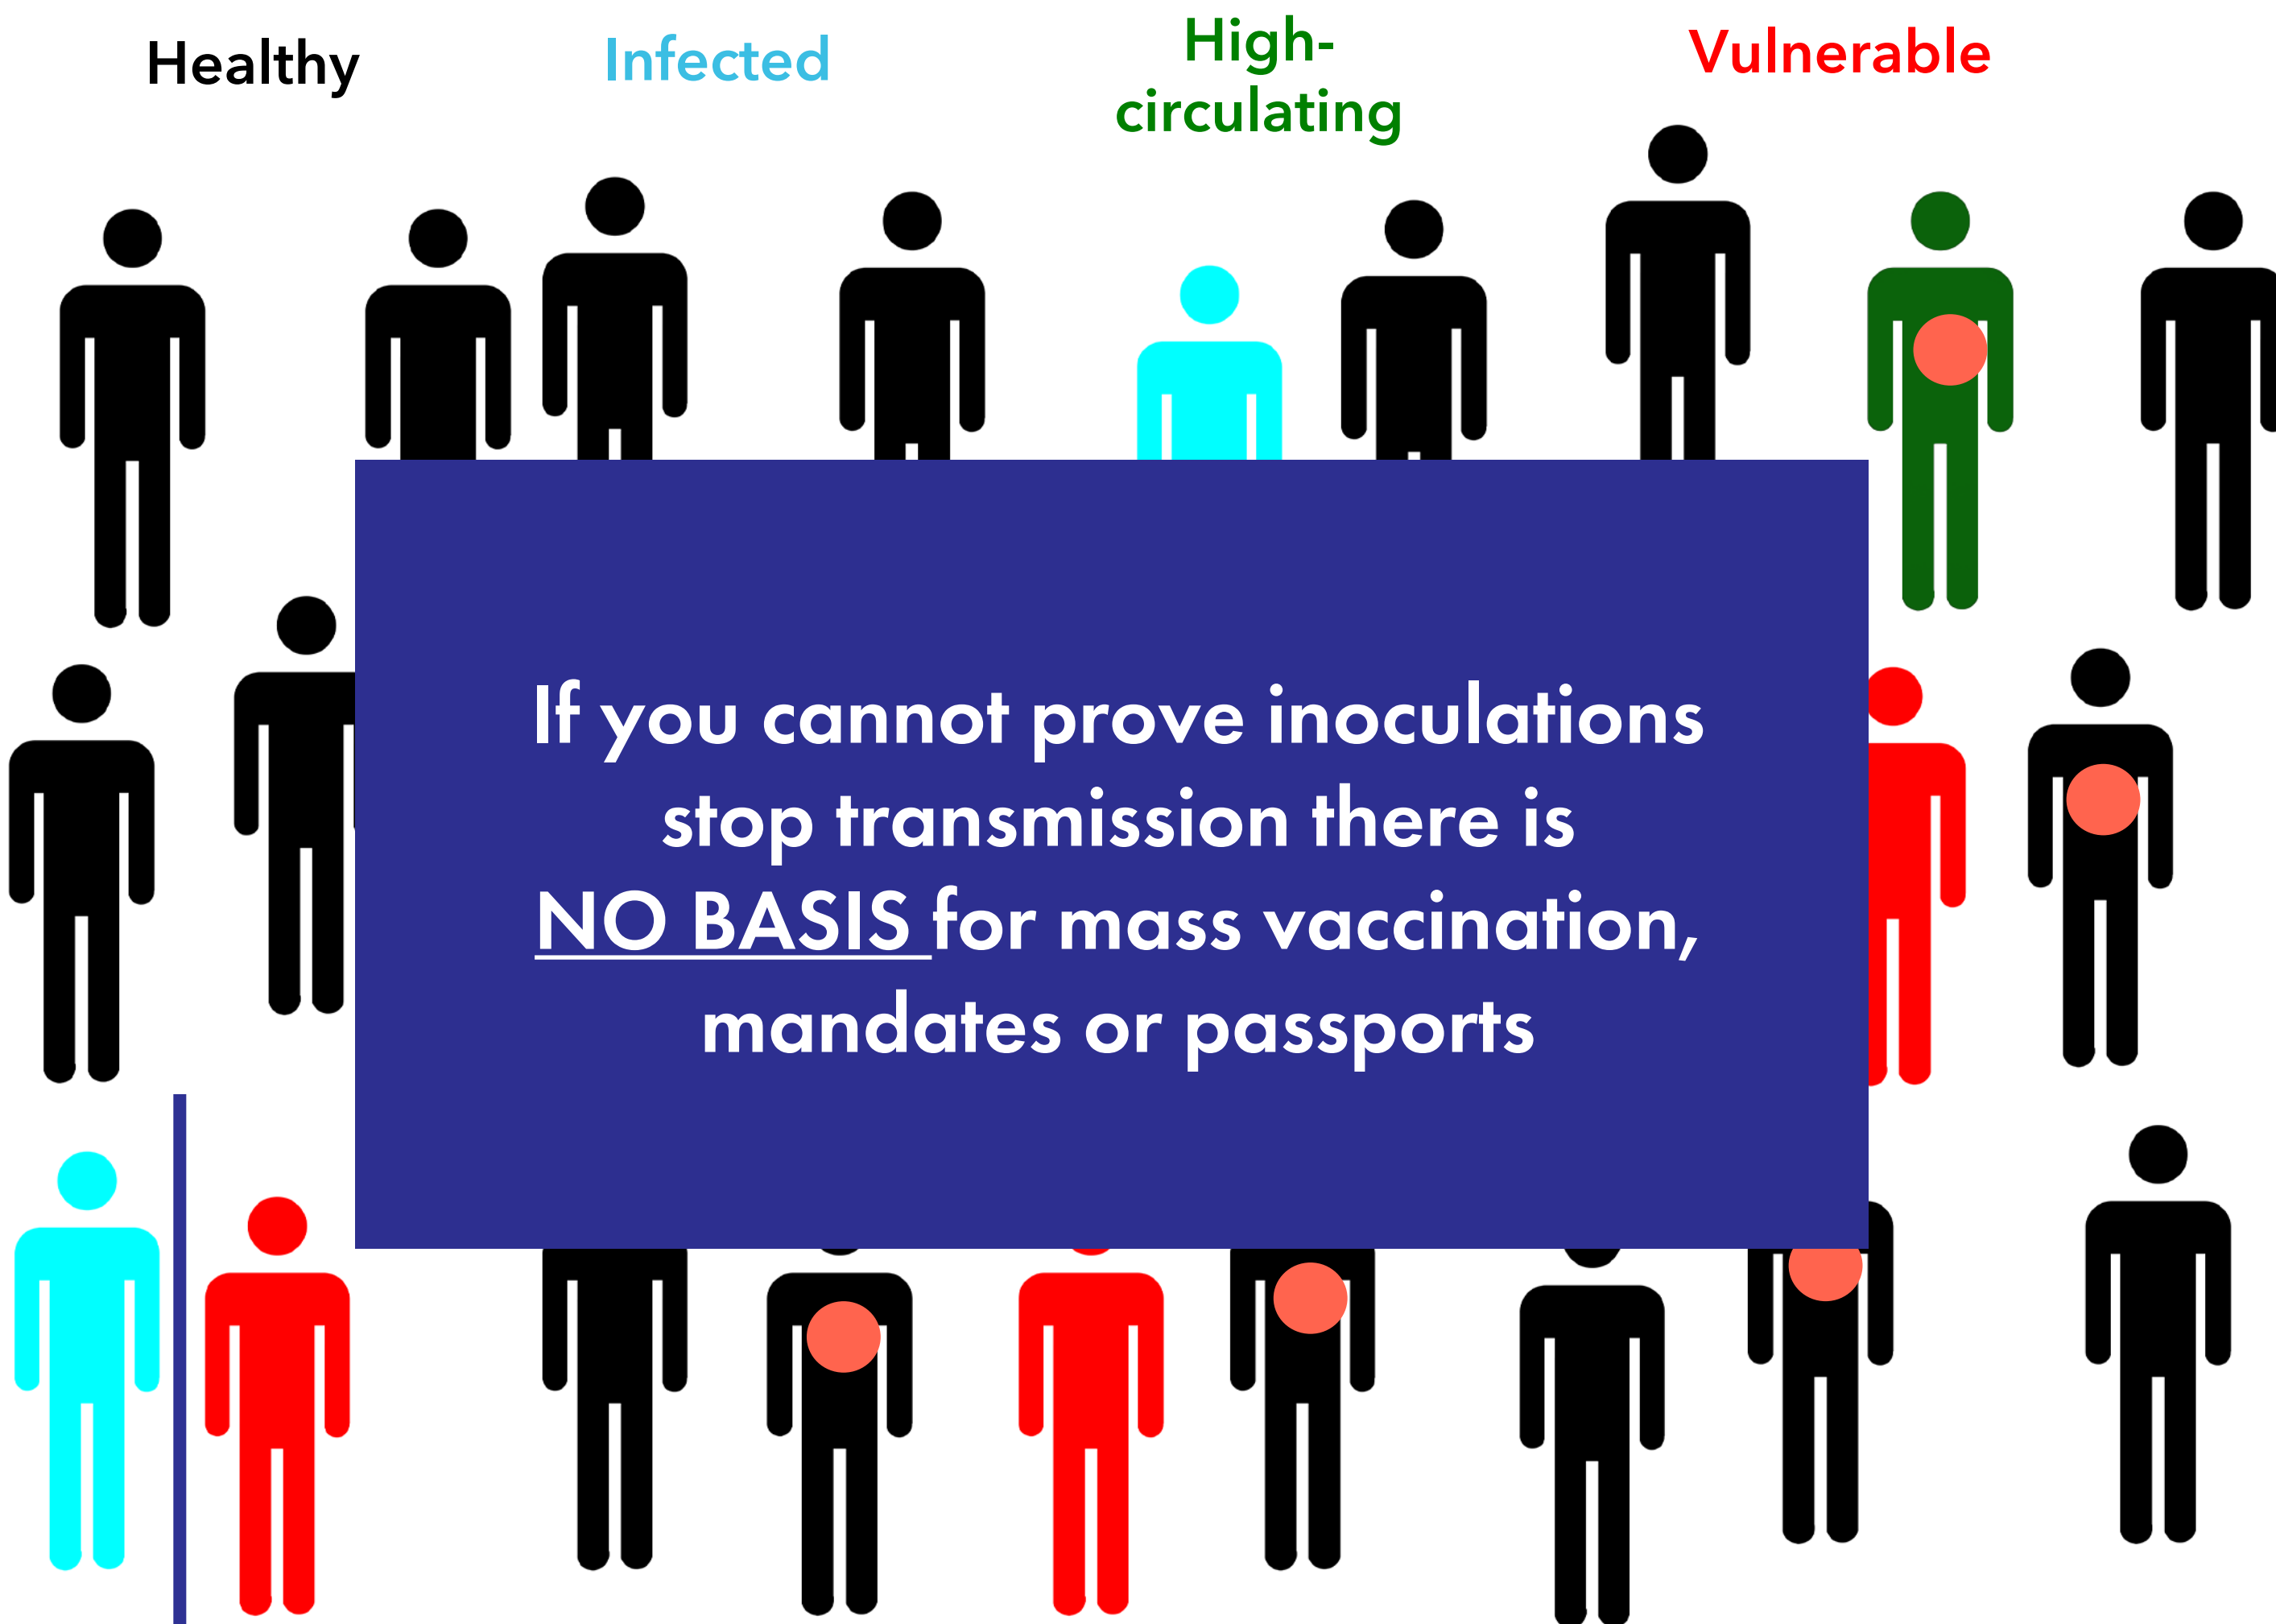 Healthy
Infected
High-
circulating
Vulnerable
If you cannot prove inoculations
stop transmission there is
NO BASIS for mass vaccination,
mandates or passports